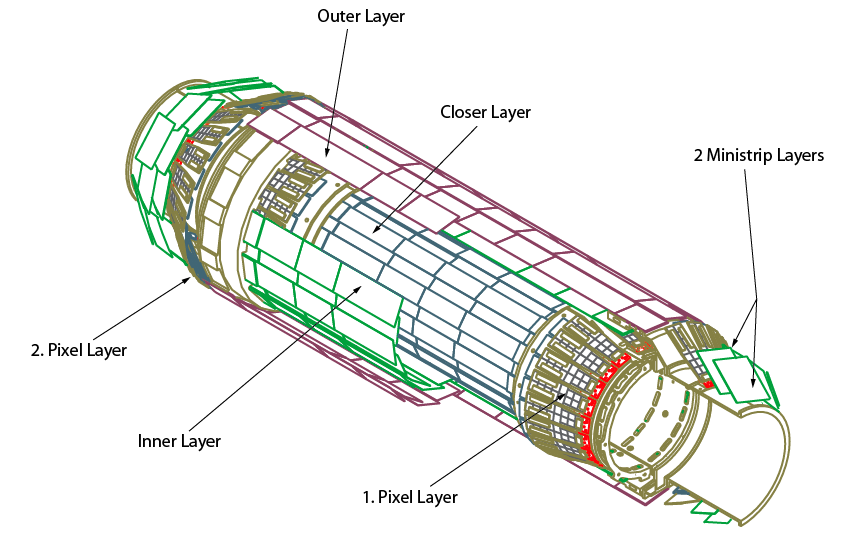 Outer Layer
Closer Layer
2 Ministrip Layers
2. Pixel Layer
Inner Layer
1. Pixel Layer